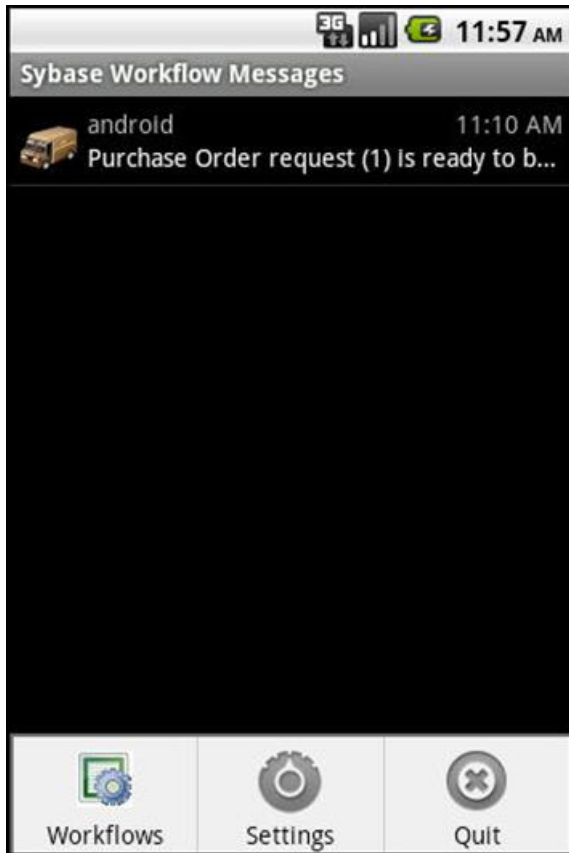 3G 11:57 AM
Sybase Workflow Messages
android 11:10 AM
Purchase Order request (1) is ready to b...
Workflows Settings Quit